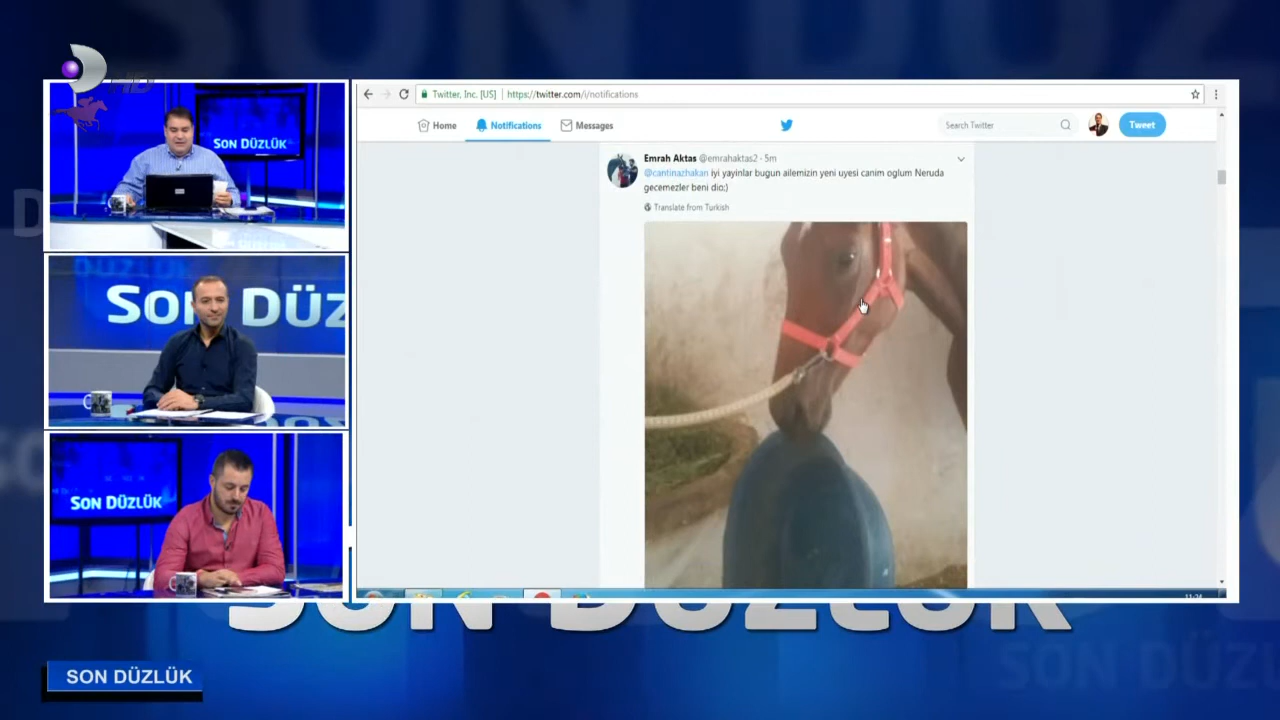 HD
SON DÜZLÜK
SON DÜZ
SON DÜZLÜK
Twitter, Inc. [US] | https://twitter.com/i/notifications
Home
Notifications
Messages
Search Twitter
Tweet
Emrah Aktas @emrahaktas2 · 5m
@cantinazhakan iyi yayinlar bugun ailemizin yeni uyesi canim oglum Neruda
gecemezler beni dio;)
Translate from Turkish
SON DÜZLÜK
SON DÜZLÜK